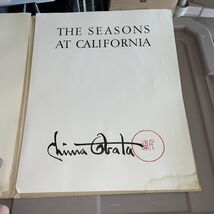 THE SEASONS
AT CALIFORNIA
Chiura Obata